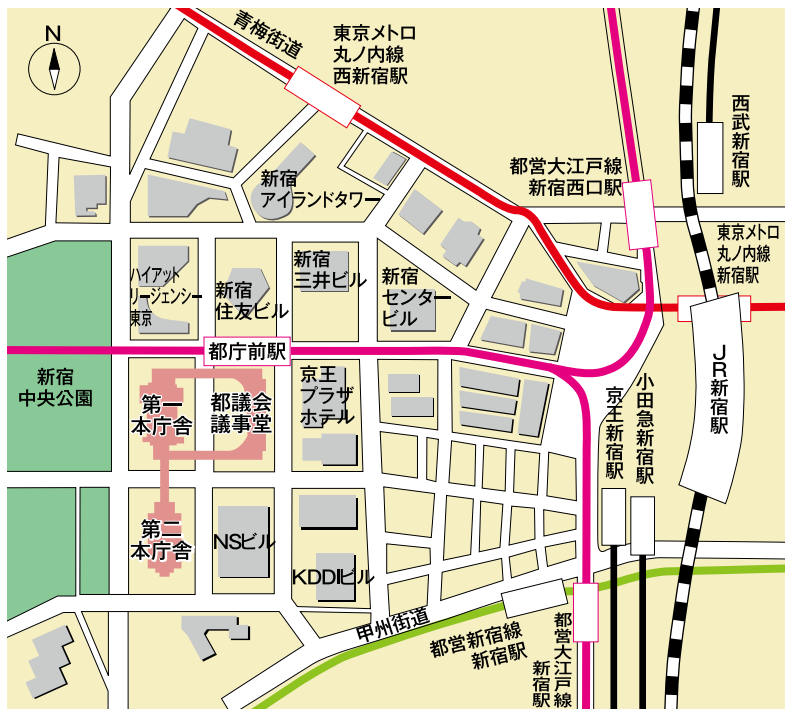 N
青梅街道
東京メトロ
丸ノ内線
西新宿駅
西武新宿駅
都営大江戸線
新宿西口駅
新宿
アイランドタワー
東京メトロ
丸ノ内線
新宿駅
ハイアット
リージェンシー
東京
新宿
住友ビル
新宿
三井ビル
新宿
センター
ビル
都庁前駅
新宿
中央公園
第一
本庁舎
都議会
議事堂
京王
プラザ
ホテル
京王新宿駅
小田急新宿駅
JR新宿駅
第二
本庁舎
NSビル
KDDIビル
甲州街道
都営新宿線
新宿駅
都営大江戸線
新宿駅